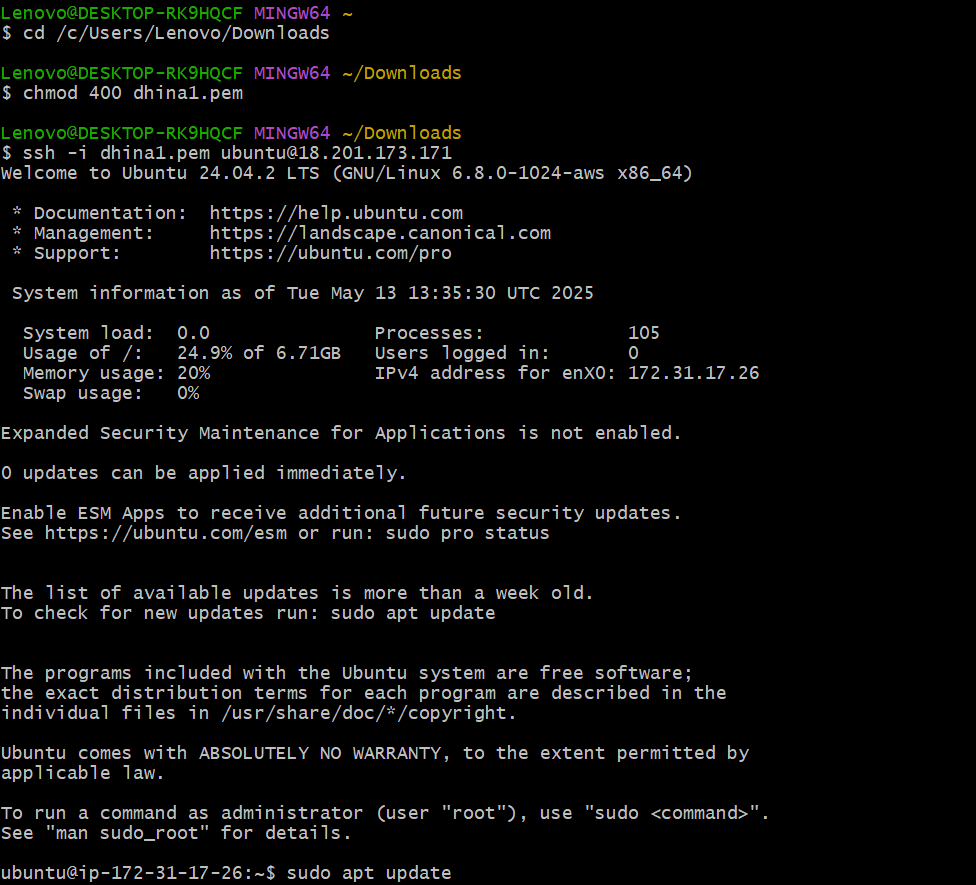 Lenovo@DESKTOP-RK9HQCF MINGW64 ~
$ cd /c/Users/Lenovo/Downloads
Lenovo@DESKTOP-RK9HQCF MINGW64 ~/Downloads
$ chmod 400 dhina1.pem
Lenovo@DESKTOP-RK9HQCF MINGW64 ~/Downloads
$ ssh -i dhina1.pem ubuntu@18.201.173.171
Welcome to Ubuntu 24.04.2 LTS (GNU/Linux 6.8.0-1024-aws x86_64)
* Documentation:  https://help.ubuntu.com
* Management:     https://landscape.canonical.com
* Support:        https://ubuntu.com/pro
System information as of Tue May 13 13:35:30 UTC 2025
System load:  0.0               Processes:             105
Usage of /:   24.9% of 6.71GB   Users logged in:       0
Memory usage: 20%               IPv4 address for enX0: 172.31.17.26
Swap usage:   0%
Expanded Security Maintenance for Applications is not enabled.
0 updates can be applied immediately.
Enable ESM Apps to receive additional future security updates.
See https://ubuntu.com/esm or run: sudo pro status
The list of available updates is more than a week old.
To check for new updates run: sudo apt update
The programs included with the Ubuntu system are free software;
the exact distribution terms for each program are described in the
individual files in /usr/share/doc/*/copyright.
Ubuntu comes with ABSOLUTELY NO WARRANTY, to the extent permitted by
applicable law.
To run a command as administrator (user "root"), use "sudo <command>".
See "man sudo_root" for details.
ubuntu@ip-172-31-17-26:~$ sudo apt update